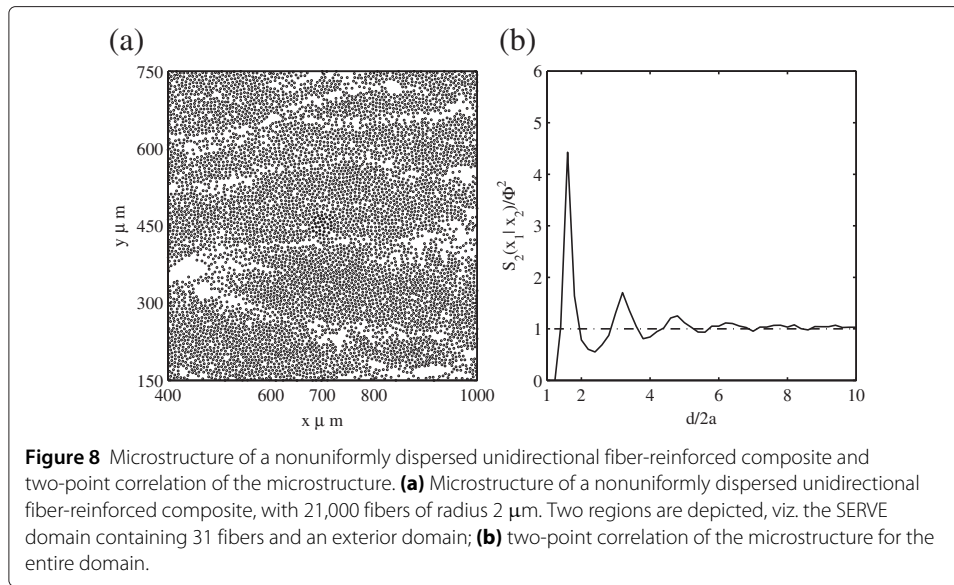 (a)
(b)
750
600
450
300
150
y μ m
400
600
700
800
1000
x μ m
6
5
4
3
2
1
0
S₂(x₁| x₂)/Φ²
1
2
4
6
8
10
d/2a
Figure 8 Microstructure of a nonuniformly dispersed unidirectional fiber-reinforced composite and
two-point correlation of the microstructure. (a) Microstructure of a nonuniformly dispersed unidirectional
fiber-reinforced composite, with 21,000 fibers of radius 2 μm. Two regions are depicted, viz. the SERVE
domain containing 31 fibers and an exterior domain; (b) two-point correlation of the microstructure for the
entire domain.